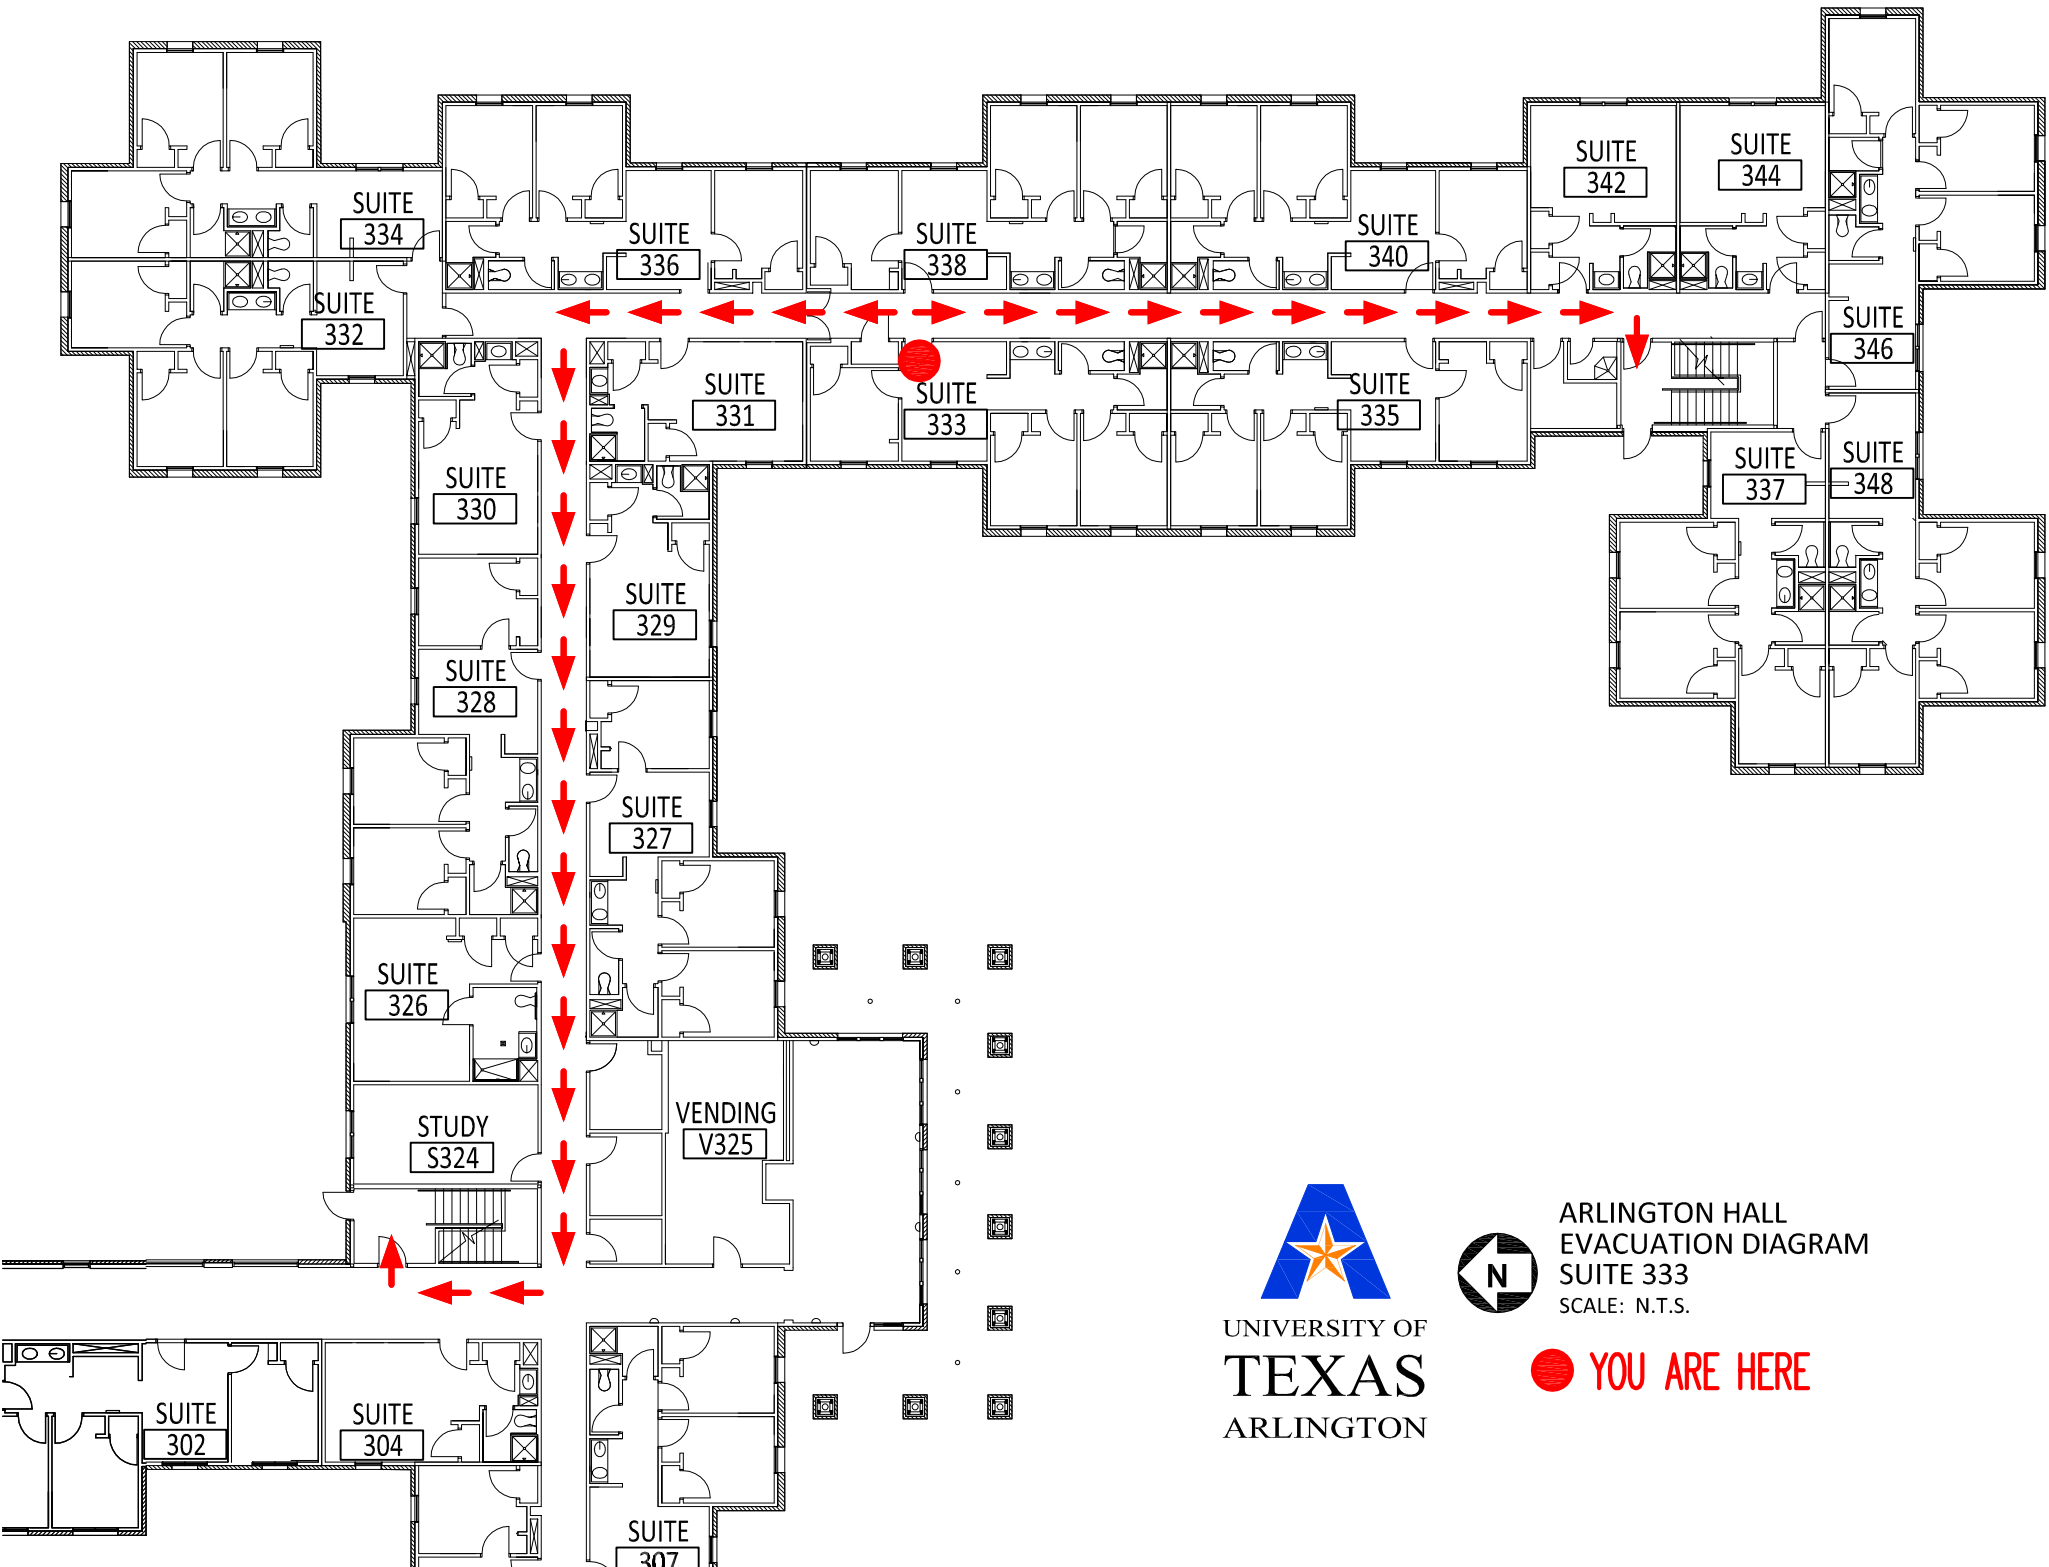 SUITE
334
SUITE
332
SUITE
336
SUITE
338
SUITE
340
SUITE
342
SUITE
344
SUITE
346
SUITE
330
SUITE
331
SUITE
333
SUITE
335
SUITE
337
SUITE
348
SUITE
329
SUITE
328
SUITE
327
SUITE
326
STUDY
S324
VENDING
V325
SUITE
302
SUITE
304
SUITE
307
UNIVERSITY OF
TEXAS
ARLINGTON
N
ARLINGTON HALL
EVACUATION DIAGRAM
SUITE 333
SCALE: N.T.S.
YOU ARE HERE